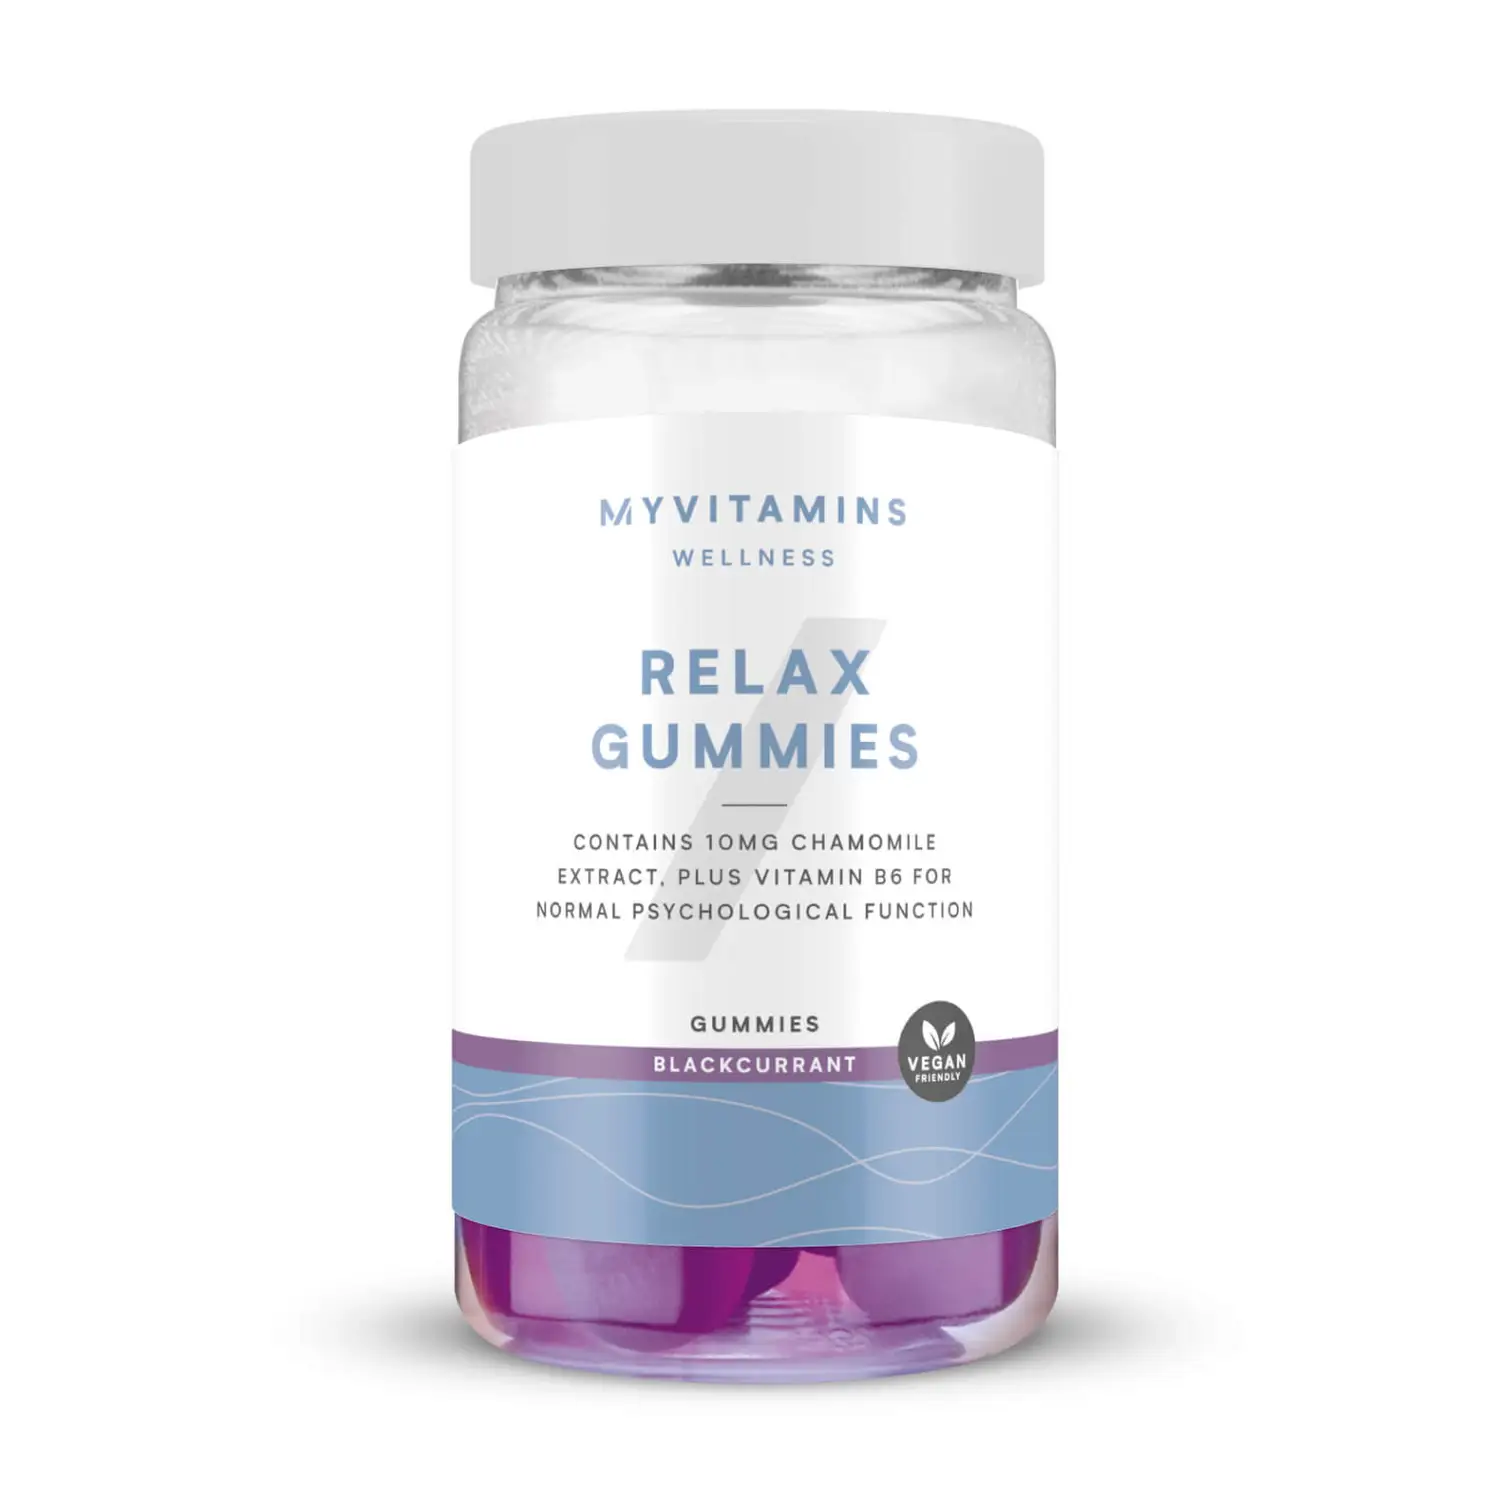 MYVITAMINS
WELLNESS
RELAX
GUMMIES
CONTAINS 10MG CHAMOMILE
EXTRACT, PLUS VITAMIN B6 FOR
NORMAL PSYCHOLOGICAL FUNCTION
GUMMIES
BLACKCURRANT
VEGAN
FRIENDLY